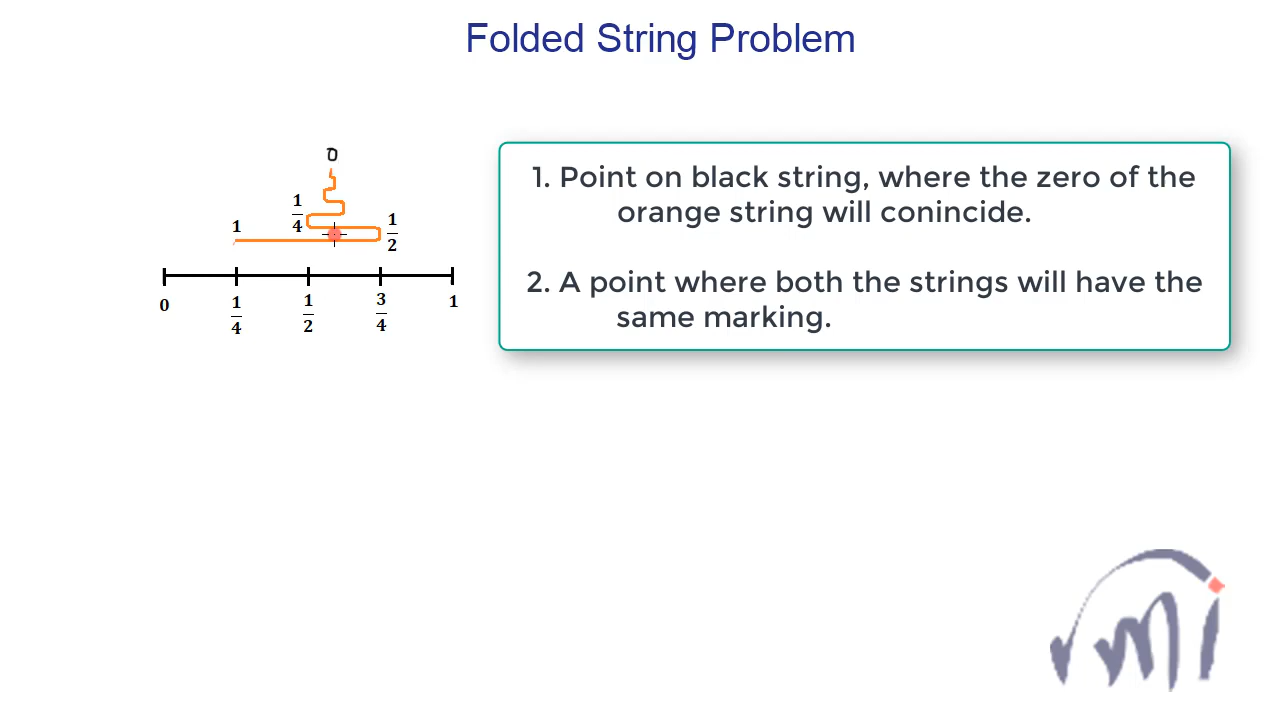 Folded String Problem
0
1
1/4
1/2
0
1/4
1/2
3/4
1
1. Point on black string, where the zero of the
orange string will conincide.
2. A point where both the strings will have the
same marking.
vmi